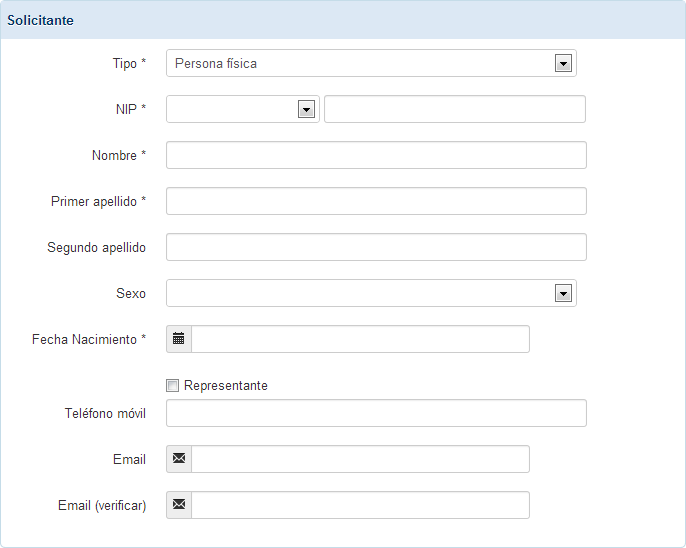 Solicitante
Tipo * Persona física
NIP *
Nombre *
Primer apellido *
Segundo apellido
Sexo
Fecha Nacimiento *
Representante
Teléfono móvil
Email
Email (verificar)